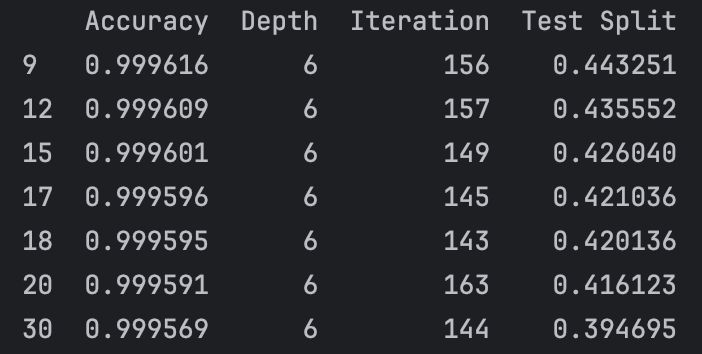 Accuracy Depth Iteration Test Split
9 0.999616 6 156 0.443251
12 0.999609 6 157 0.435552
15 0.999601 6 149 0.426040
17 0.999596 6 145 0.421036
18 0.999595 6 143 0.420136
20 0.999591 6 163 0.416123
30 0.999569 6 144 0.394695